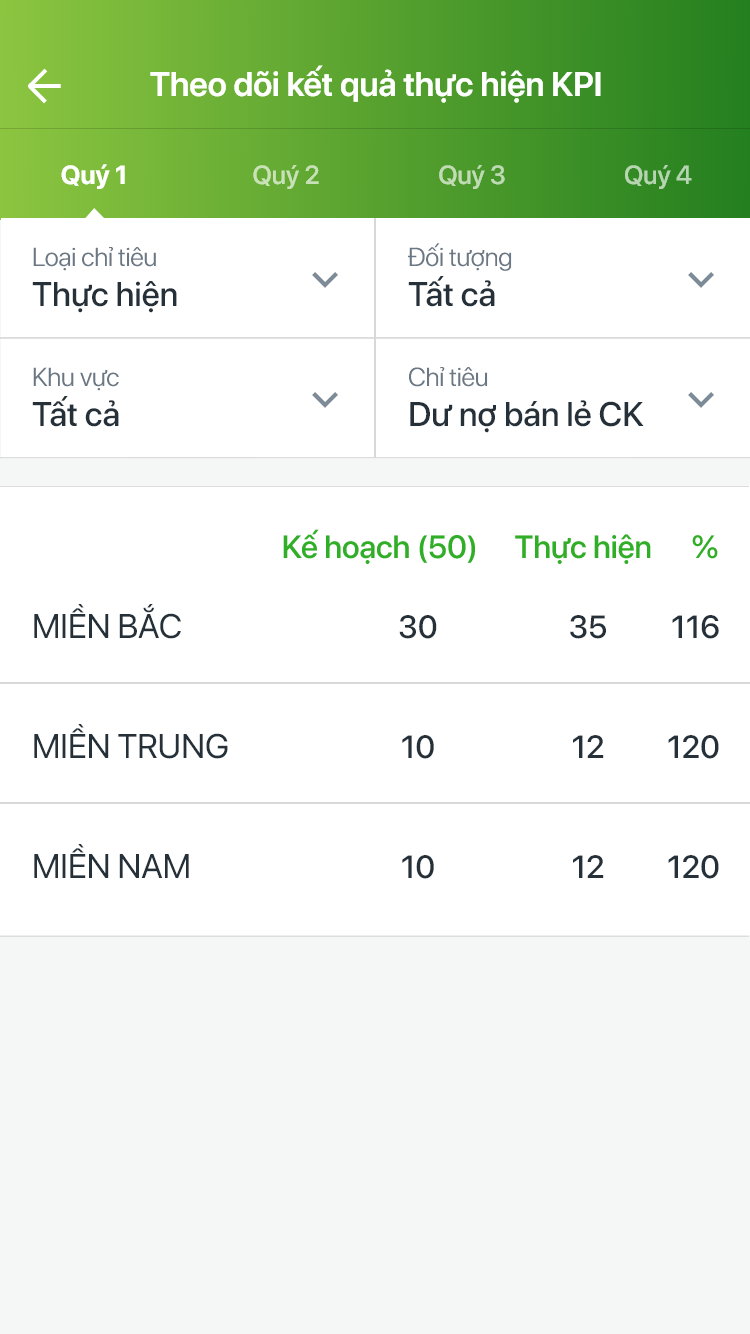 Theo dõi kết quả thực hiện KPI
Quý 1 Quý 2 Quý 3 Quý 4
Loại chỉ tiêu
Thực hiện
Đối tượng
Tất cả
Khu vực
Tất cả
Chỉ tiêu
Dư nợ bán lẻ CK
Kế hoạch (50) Thực hiện %
MIỀN BẮC 30 35 116
MIỀN TRUNG 10 12 120
MIỀN NAM 10 12 120